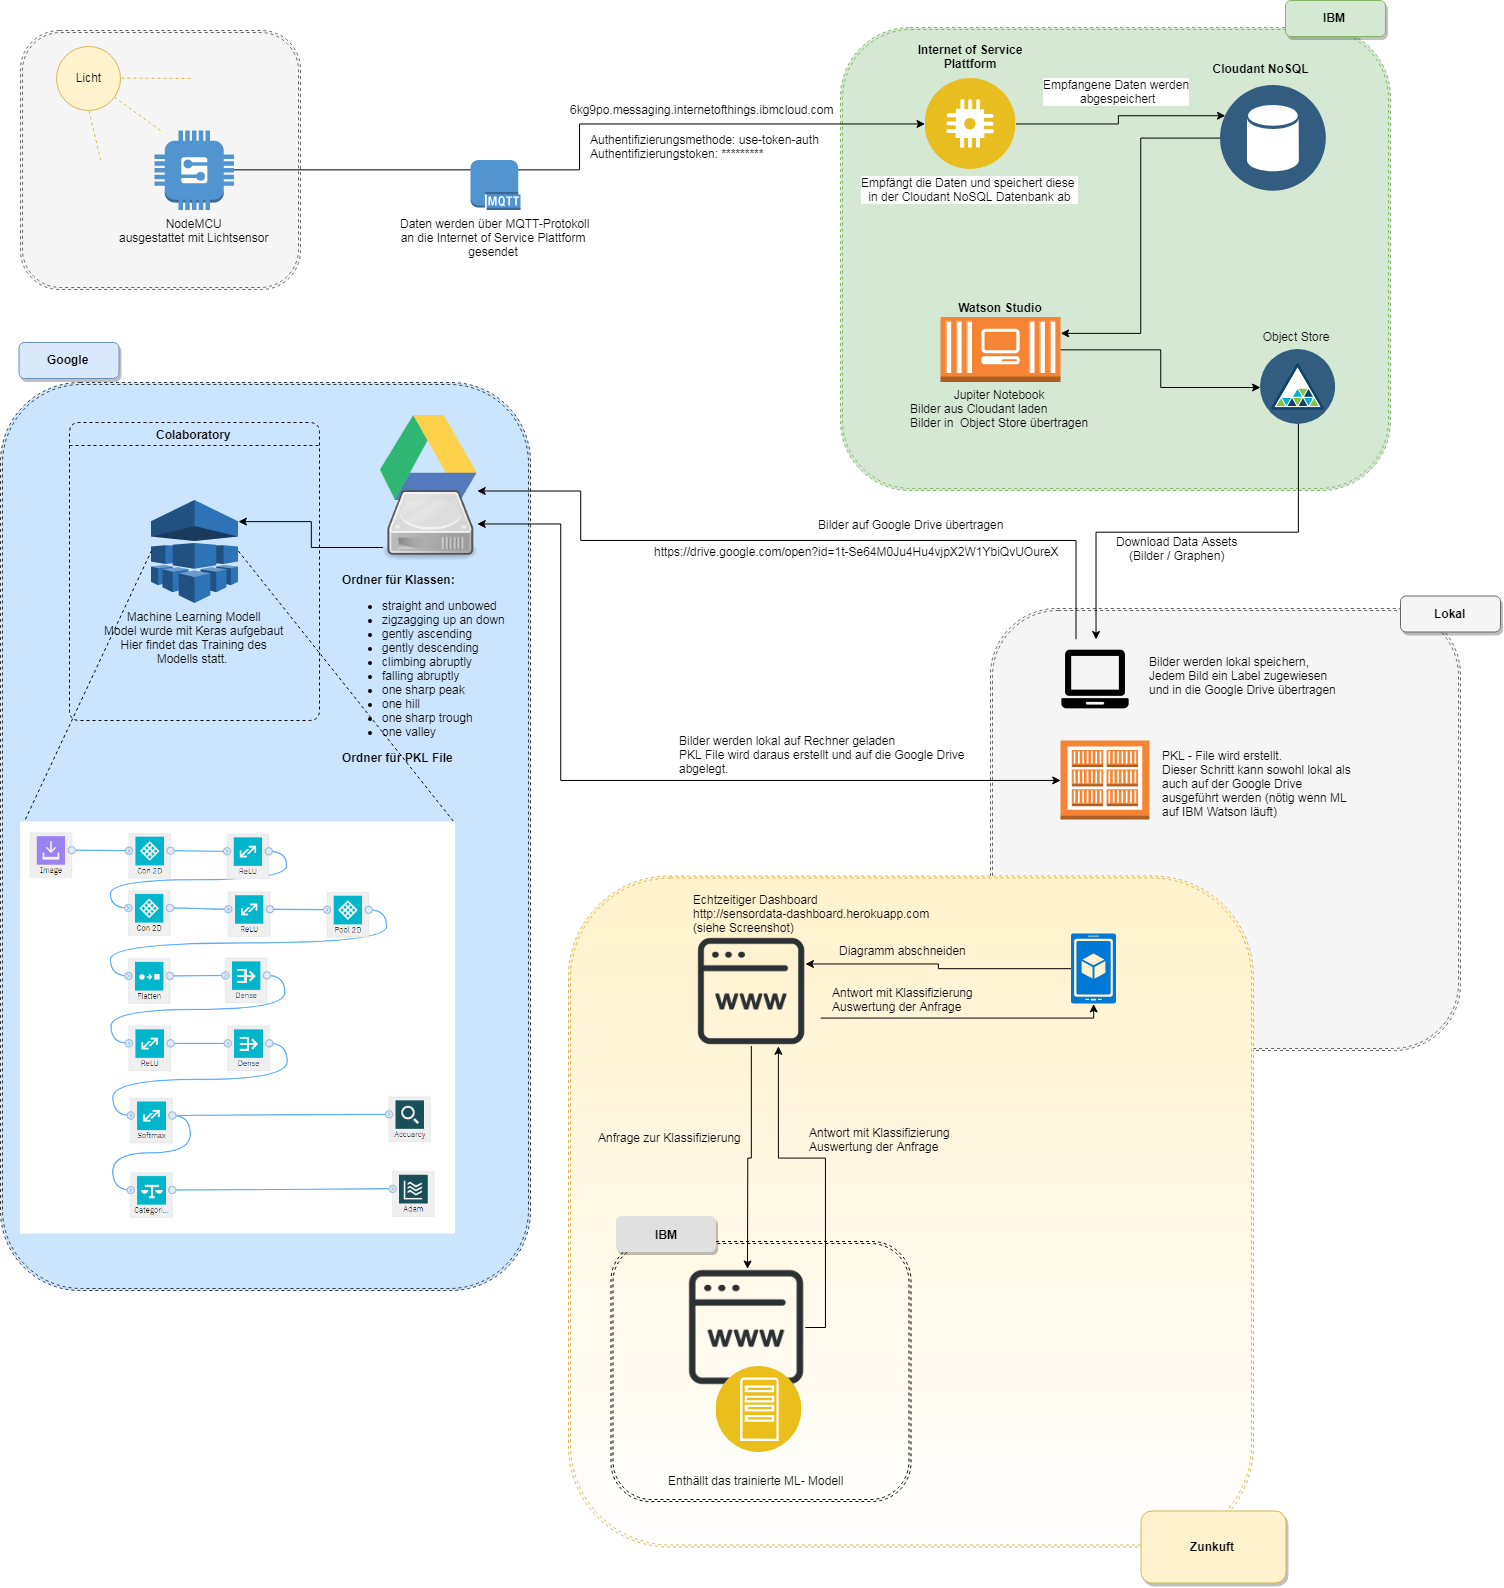 IBM
Licht
NodeMCU
ausgestattet mit Lichtsensor
MQTT
Daten werden über MQTT-Protokoll
an die Internet of Service Plattform
gesendet
6kg9po.messaging.internetofthings.ibmcloud.com
Authentifizierungsmethode: use-token-auth
Authentifizierungstoken: *********
Internet of Service
Plattform
Empfangene Daten werden
abgespeichert
Cloudant NoSQL
Empfängt die Daten und speichert diese
in der Cloudant NoSQL Datenbank ab
Watson Studio
Jupiter Notebook
Bilder aus Cloudant laden
Bilder in Object Store übertragen
Object Store
Google
Colaboratory
Machine Learning Modell
Model wurde mit Keras aufgebaut
Hier findet das Training des
Modells statt.
Ordner für Klassen:
• straight and unbowed
• zigzagging up an down
• gently ascending
• gently descending
• climbing abruptly
• falling abruptly
• one sharp peak
• one hill
• one sharp trough
• one valley
Ordner für PKL File
Bilder auf Google Drive übertragen
https://drive.google.com/open?id=1t-Se64M0Ju4Hu4vjpX2W1YbiQvUOureX
Download Data Assets
(Bilder / Graphen)
Lokal
Bilder werden lokal speichern,
Jedem Bild ein Label zugewiesen
und in die Google Drive übertragen
Bilder werden lokal auf Rechner geladen
PKL File wird daraus erstellt und auf die Google Drive
abgelegt.
PKL - File wird erstellt.
Dieser Schritt kann sowohl lokal als
auch auf der Google Drive
ausgeführt werden (nötig wenn ML
auf IBM Watson läuft)
Image
Con 2D
ReLU
Con 2D
ReLU
Pool 2D
Flatten
Dense
ReLU
Dense
Softmax
Accuarcy
Categori...
Adam
Echtzeitiger Dashboard
http://sensordata-dashboard.herokuapp.com
(siehe Screenshot)
WWW
Diagramm abschneiden
Antwort mit Klassifizierung
Auswertung der Anfrage
Anfrage zur Klassifizierung
Antwort mit Klassifizierung
Auswertung der Anfrage
IBM
WWW
Enthällt das trainierte ML- Modell
Zunkuft